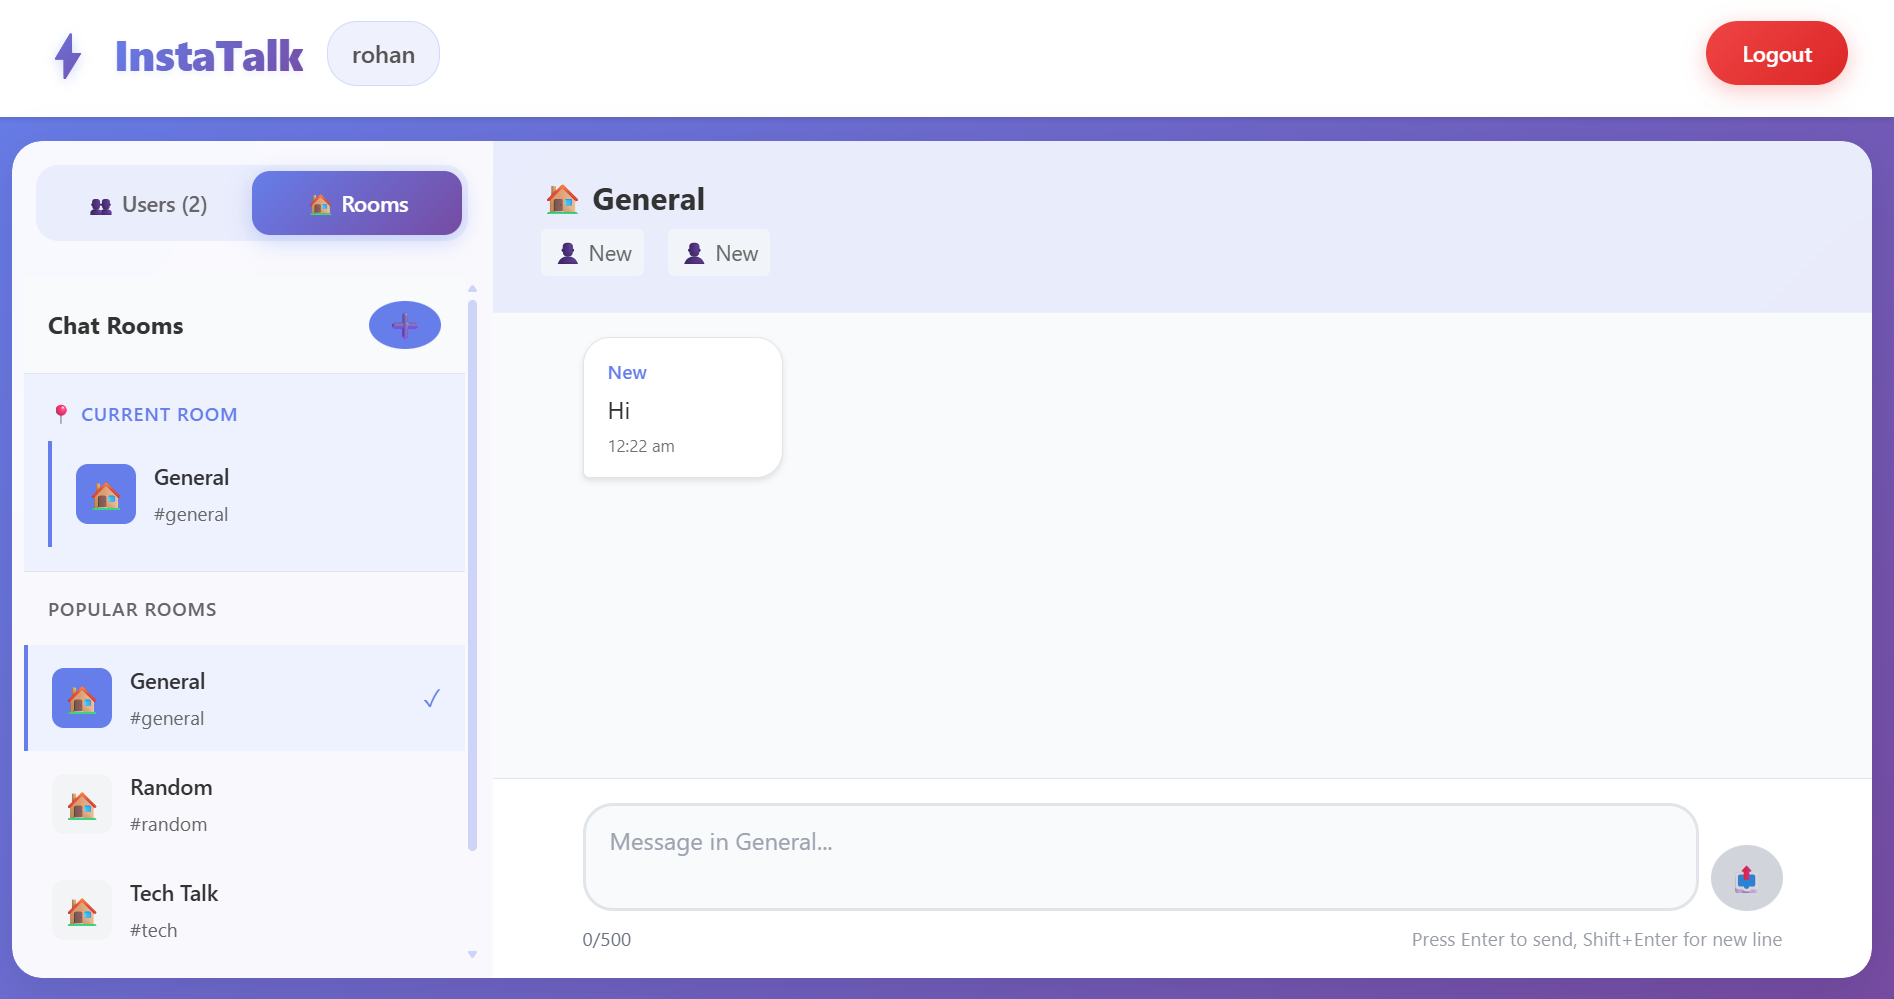 InstaTalk
rohan
Logout
Users (2)
Rooms
Chat Rooms
CURRENT ROOM
General
#general
POPULAR ROOMS
General
#general
✓
Random
#random
Tech Talk
#tech
General
New
New
New
Hi
12:22 am
Message in General...
0/500
Press Enter to send, Shift+Enter for new line